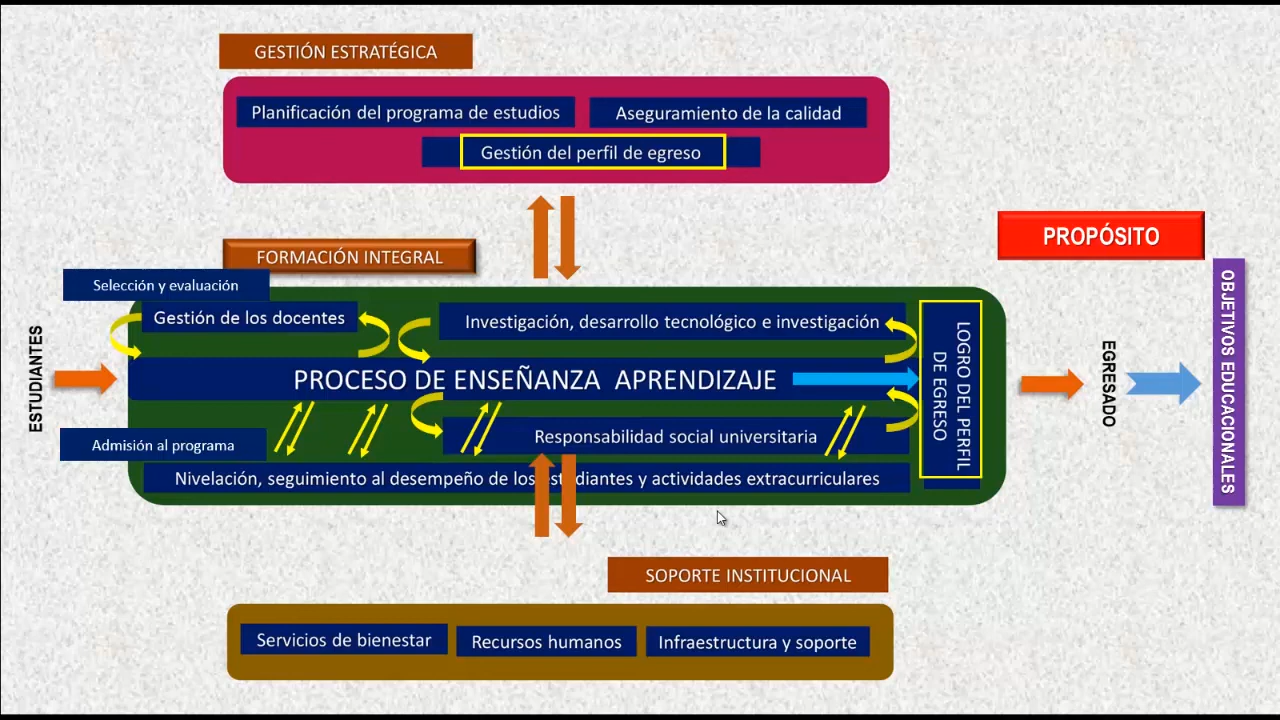 GESTIÓN ESTRATÉGICA
Planificación del programa de estudios
Aseguramiento de la calidad
Gestión del perfil de egreso
PROPÓSITO
FORMACIÓN INTEGRAL
Selección y evaluación
Gestión de los docentes
Investigación, desarrollo tecnológico e investigación
ESTUDIANTES
PROCESO DE ENSEÑANZA APRENDIZAJE
LOGRO DEL PERFIL
DE EGRESO
EGRESADO
OBJETIVOS EDUCACIONALES
Admisión al programa
Responsabilidad social universitaria
Nivelación, seguimiento al desempeño de los estudiantes y actividades extracurriculares
SOPORTE INSTITUCIONAL
Servicios de bienestar
Recursos humanos
Infraestructura y soporte